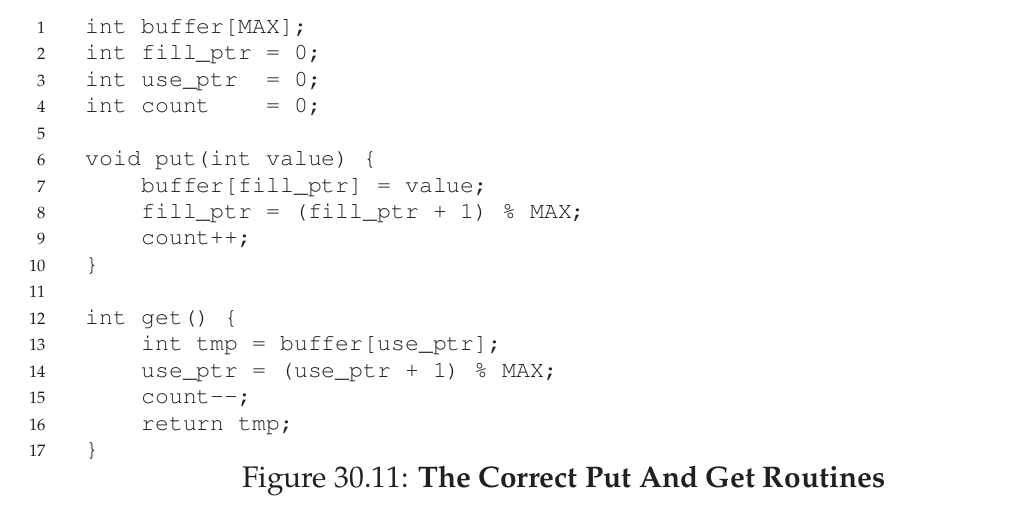 1 int buffer[MAX];
2 int fill_ptr = 0;
3 int use_ptr  = 0;
4 int count    = 0;
5
6 void put(int value) {
7     buffer[fill_ptr] = value;
8     fill_ptr = (fill_ptr + 1) % MAX;
9     count++;
10 }
11
12 int get() {
13     int tmp = buffer[use_ptr];
14     use_ptr = (use_ptr + 1) % MAX;
15     count--;
16     return tmp;
17 }
Figure 30.11: The Correct Put And Get Routines